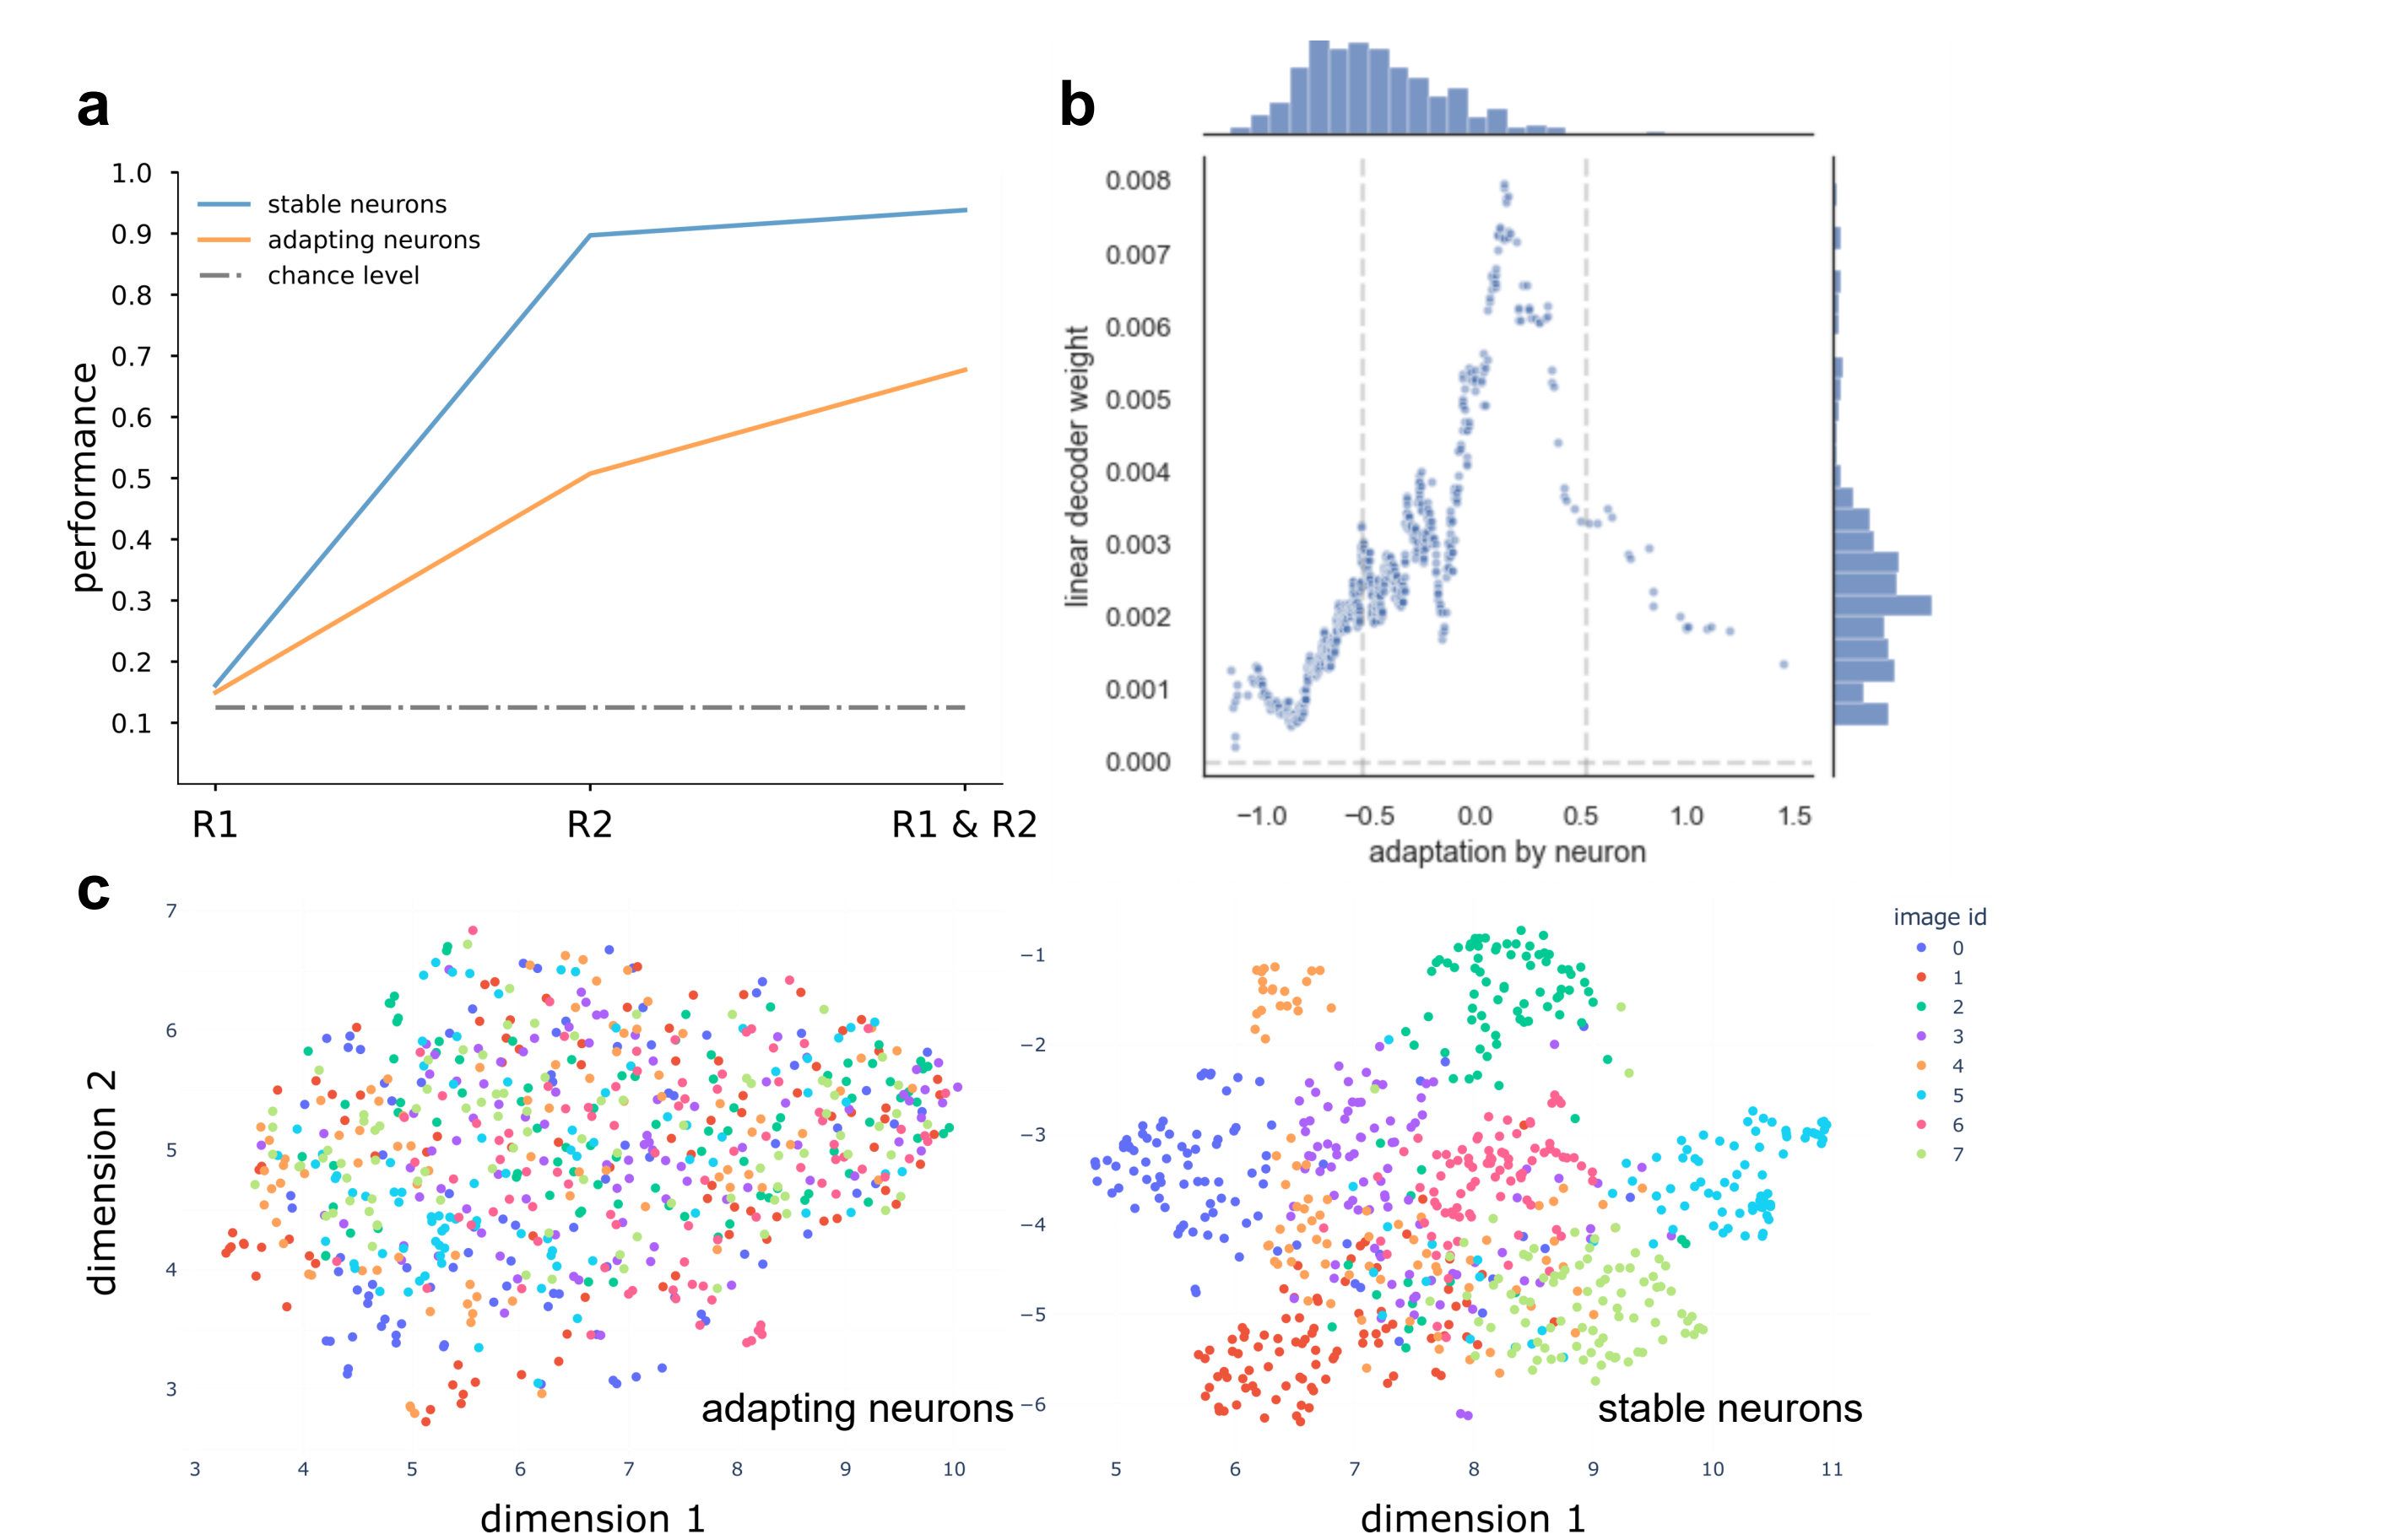 a
1.0
0.9
0.8
0.7
0.6
0.5
0.4
0.3
0.2
0.1
performance
stable neurons
adapting neurons
chance level
R1
R2
R1 & R2
b
0.008
0.007
0.006
0.005
0.004
0.003
0.002
0.001
0.000
linear decoder weight
−1.0 −0.5 0.0 0.5 1.0 1.5
adaptation by neuron
c
7
6
5
4
3
dimension 2
3 4 5 6 7 8 9 10
dimension 1
adapting neurons
−1
−2
−3
−4
−5
−6
5 6 7 8 9 10 11
dimension 1
stable neurons
image id
0
1
2
3
4
5
6
7